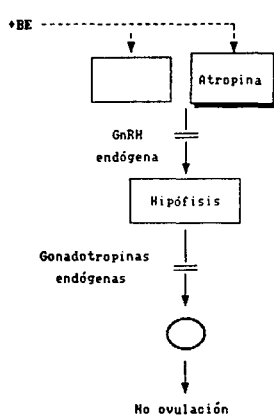 +BE
Atropina
GnRH
endógena
Hipófisis
Gonadotropinas
endógenas
No ovulación